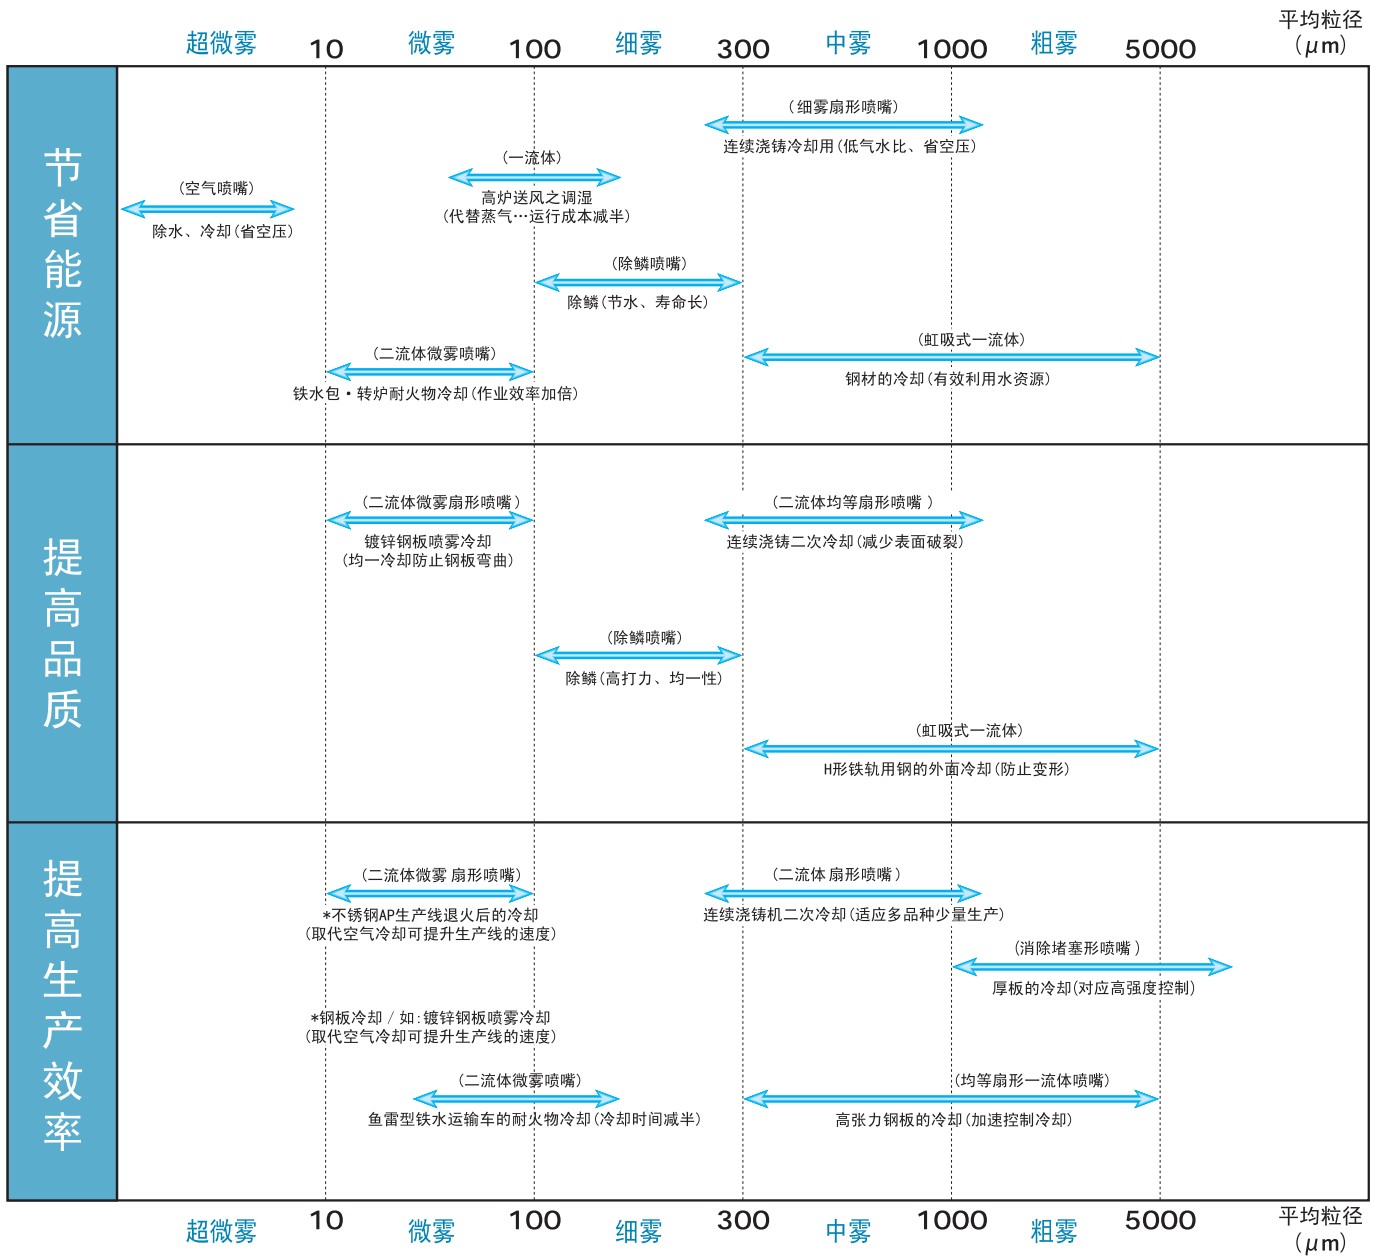 平均粒径
(μm)
超微雾 10 微雾 100 细雾 300 中雾 1000 粗雾 5000
节省能源
(细雾扇形喷嘴)
连续浇铸冷却用(低气水比、省空压)
(一流体)
高炉送风之调湿
(代替蒸气…运行成本减半)
(空气喷嘴)
除水、冷却(省空压)
(除鳞喷嘴)
除鳞(节水、寿命长)
(虹吸式一流体)
钢材的冷却(有效利用水资源)
(二流体微雾喷嘴)
铁水包·转炉耐火物冷却(作业效率加倍)
提高品质
(二流体微雾扇形喷嘴)
镀锌钢板喷雾冷却
(均一冷却防止钢板弯曲)
(二流体均等扇形喷嘴 )
连续浇铸二次冷却(减少表面破裂)
(除鳞喷嘴)
除鳞(高打力、均一性)
(虹吸式一流体)
H形铁轨用钢的外面冷却(防止变形)
提高生产效率
(二流体微雾 扇形喷嘴)
*不锈钢AP生产线退火后的冷却
(取代空气冷却可提升生产线的速度)
(二流体 扇形喷嘴 )
连续浇铸机二次冷却(适应多品种少量生产)
(消除堵塞形喷嘴 )
厚板的冷却(对应高强度控制)
*钢板冷却 / 如:镀锌钢板喷雾冷却
(取代空气冷却可提升生产线的速度)
(二流体微雾喷嘴)
鱼雷型铁水运输车的耐火物冷却(冷却时间减半)
(均等扇形一流体喷嘴)
高张力钢板的冷却(加速控制冷却)
超微雾 10 微雾 100 细雾 300 中雾 1000 粗雾 5000
平均粒径
(μm)